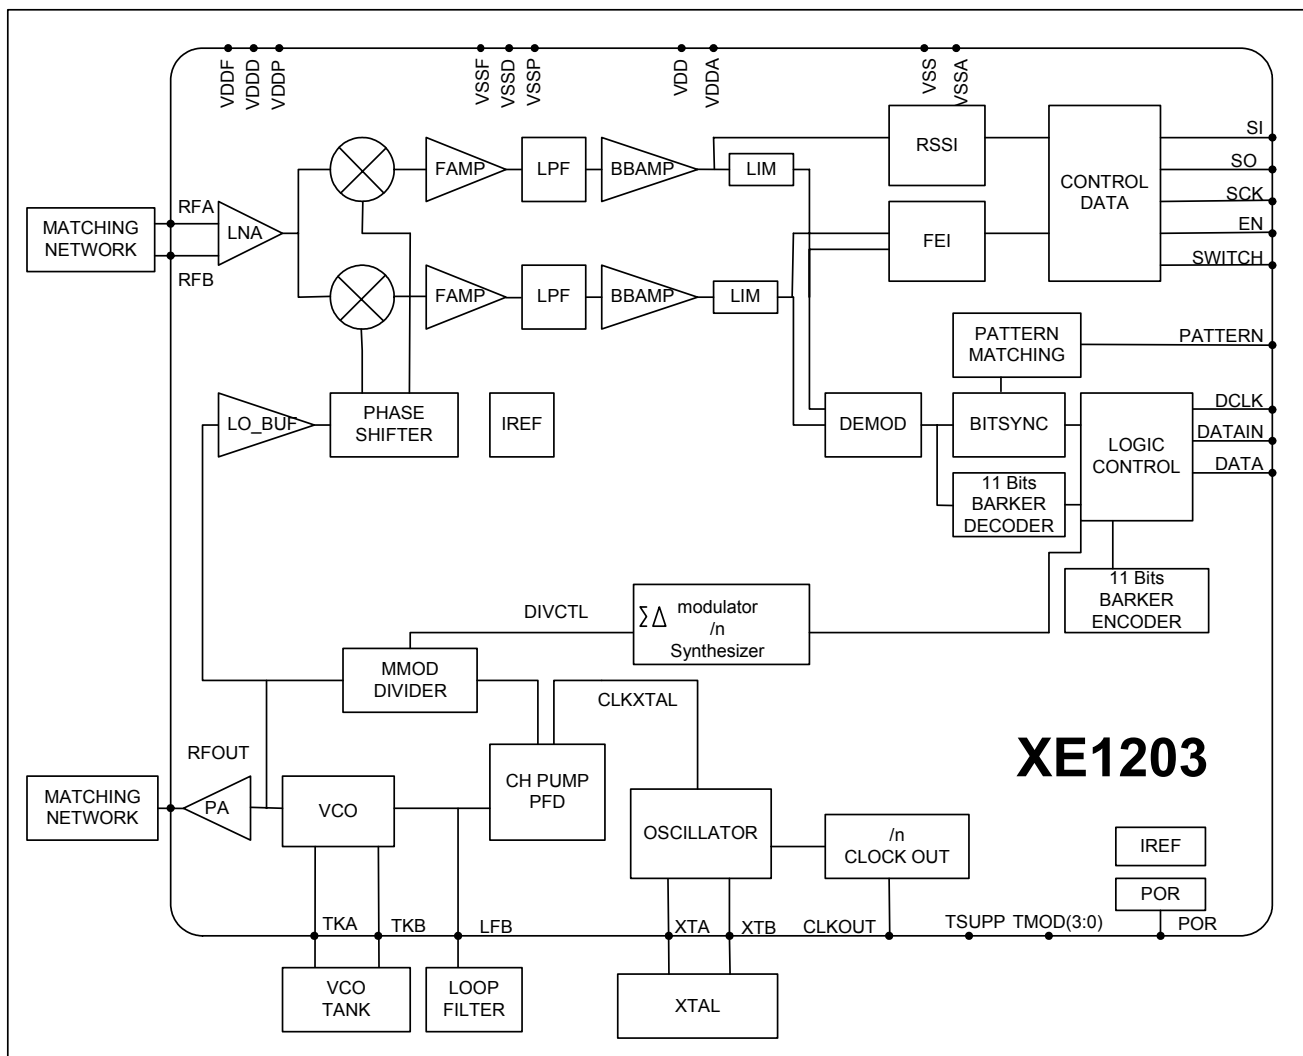 VDDF
VDDD
VDDP
VSSF
VSSD
VSSP
VDD
VDDA
VSS
VSSA
RSSI
CONTROL
DATA
SI
SO
SCK
EN
SWITCH
FAMP
LPF
BBAMP
LIM
MATCHING
NETWORK
RFA
RFB
LNA
FEI
FAMP
LPF
BBAMP
LIM
PATTERN
MATCHING
PATTERN
LO_BUF
PHASE
SHIFTER
IREF
DEMOD
BITSYNC
LOGIC
CONTROL
DCLK
DATAIN
DATA
11 Bits
BARKER
DECODER
11 Bits
BARKER
ENCODER
DIVCTL
ΣΔ modulator
/n
Synthesizer
MMOD
DIVIDER
CLKXTAL
XE1203
RFOUT
MATCHING
NETWORK
PA
VCO
CH PUMP
PFD
OSCILLATOR
/n
CLOCK OUT
IREF
POR
TKA
TKB
LFB
XTA
XTB
CLKOUT
TSUPP
TMOD(3:0)
POR
VCO
TANK
LOOP
FILTER
XTAL